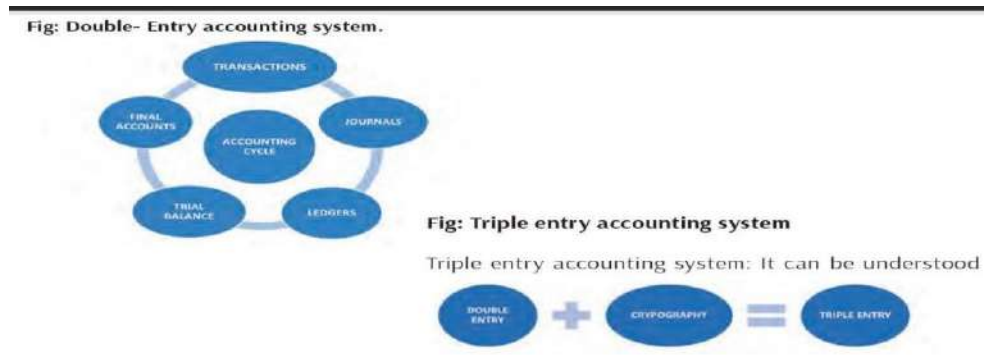 Fig: Double- Entry accounting system.
TRANSACTIONS
FINAL
ACCOUNTS
JOURNALS
ACCOUNTING
CYCLE
TRIAL
BALANCE
LEDGERS
Fig: Triple entry accounting system
Triple entry accounting system: It can be understood
DOUBLE
ENTRY
CRYPOGRAPHY
TRIPLE ENTRY